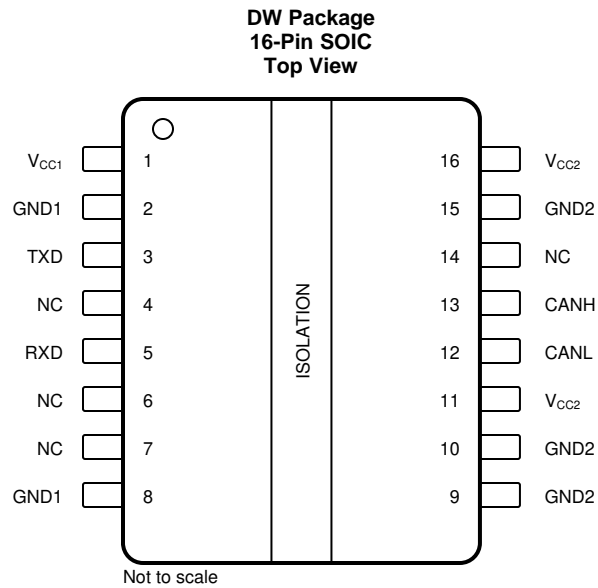 DW Package
16-Pin SOIC
Top View
VCC1 1 16 VCC2
GND1 2 15 GND2
TXD 3 14 NC
NC 4 13 CANH
RXD 5 12 CANL
NC 6 11 VCC2
NC 7 10 GND2
GND1 8 9 GND2
ISOLATION
Not to scale